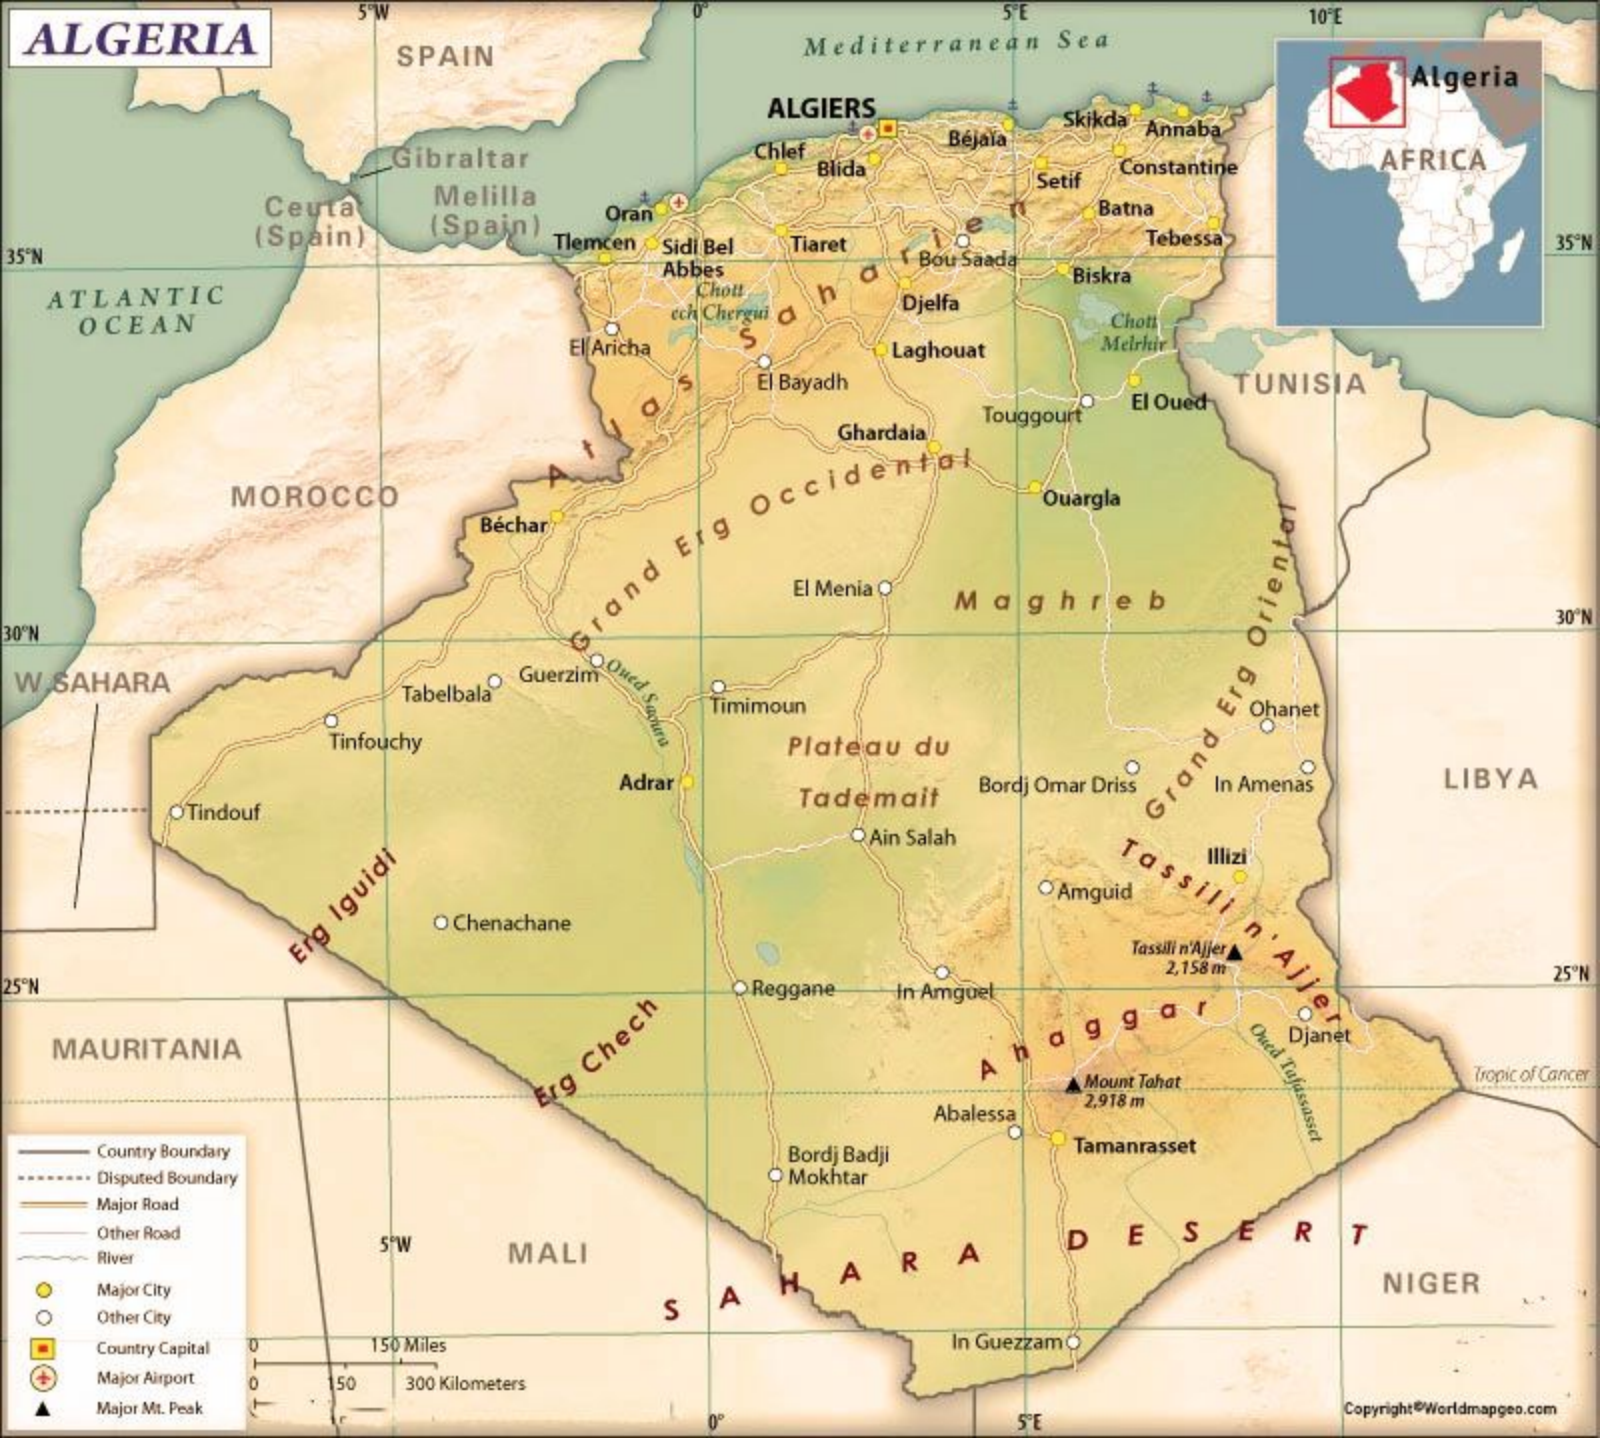 ALGERIA
5°W
0°
5°E
10°E
SPAIN
Mediterranean Sea
Algeria
AFRICA
ALGIERS
Skikda
Annaba
Béjaïa
Chlef
Blida
Constantine
Setif
Gibraltar
Ceuta
(Spain)
Melilla
(Spain)
Oran
Batna
Tlemcen
Sidi Bel
Abbes
Tiaret
Bou Saada
Tebessa
35°N
35°N
Biskra
ATLANTIC
OCEAN
Chott
ech Chergui
Djelfa
Chott
Melrhir
El Aricha
Laghouat
El Bayadh
TUNISIA
Atlas Saharien
Touggourt
El Oued
Ghardaia
MOROCCO
Grand Erg Occidental
Ouargla
Béchar
El Menia
Maghreb
Grand Erg Oriental
30°N
30°N
W.SAHARA
Guerzim
Oued Saoura
Tabelbala
Timimoun
Ohanet
Tinfouchy
Plateau du
Tademait
Adrar
Bordj Omar Driss
In Amenas
LIBYA
Tindouf
Ain Salah
Illizi
Tassili n'Ajjer
Erg Iguidi
Amguid
Chenachane
Tassili n'Ajjer
2,158 m
25°N
25°N
Reggane
In Amguel
Ahaggar
Djanet
Erg Chech
MAURITANIA
Oued Tafassasset
Tropic of Cancer
Mount Tahat
2,918 m
Abalessa
Tamanrasset
Bordj Badji
Mokhtar
5°W
MALI
SAHARA DESERT
NIGER
In Guezzam
Country Boundary
Disputed Boundary
Major Road
Other Road
River
Major City
Other City
Country Capital
Major Airport
Major Mt. Peak
0
150 Miles
0
150
300 Kilometers
0°
5°E
Copyright©Worldmapgeo.com